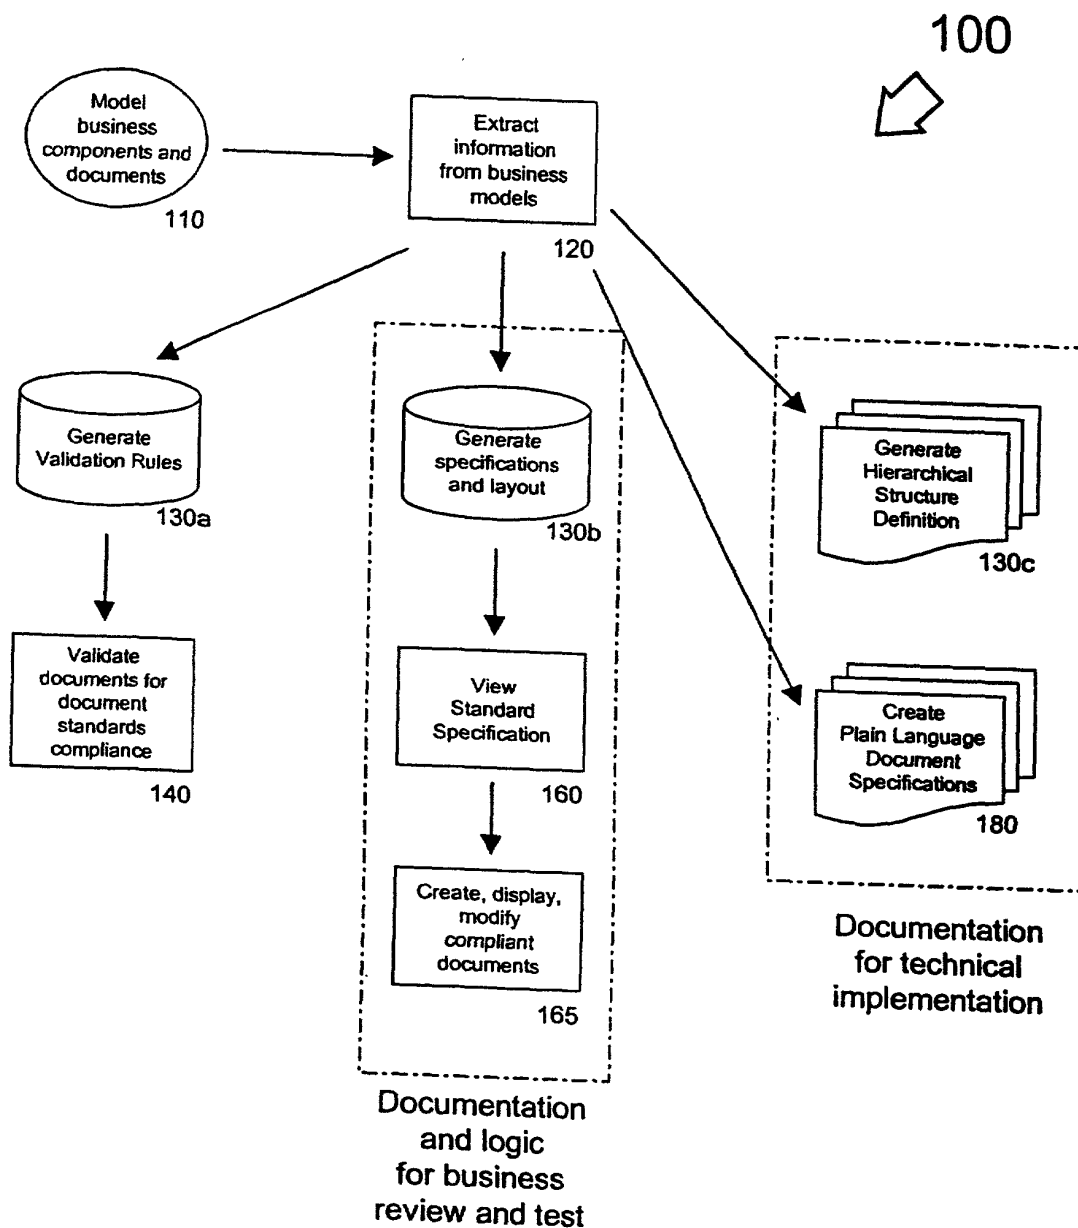 100
Model
business
components and
documents
110
Extract
information
from business
models
120
Generate
Validation Rules
130a
Generate
specifications
and layout
130b
Generate
Hierarchical
Structure
Definition
130c
Validate
documents for
document
standards
compliance
140
View
Standard
Specification
160
Create
Plain Language
Document
Specifications
180
Create, display,
modify
compliant
documents
165
Documentation
for technical
implementation
Documentation
and logic
for business
review and test